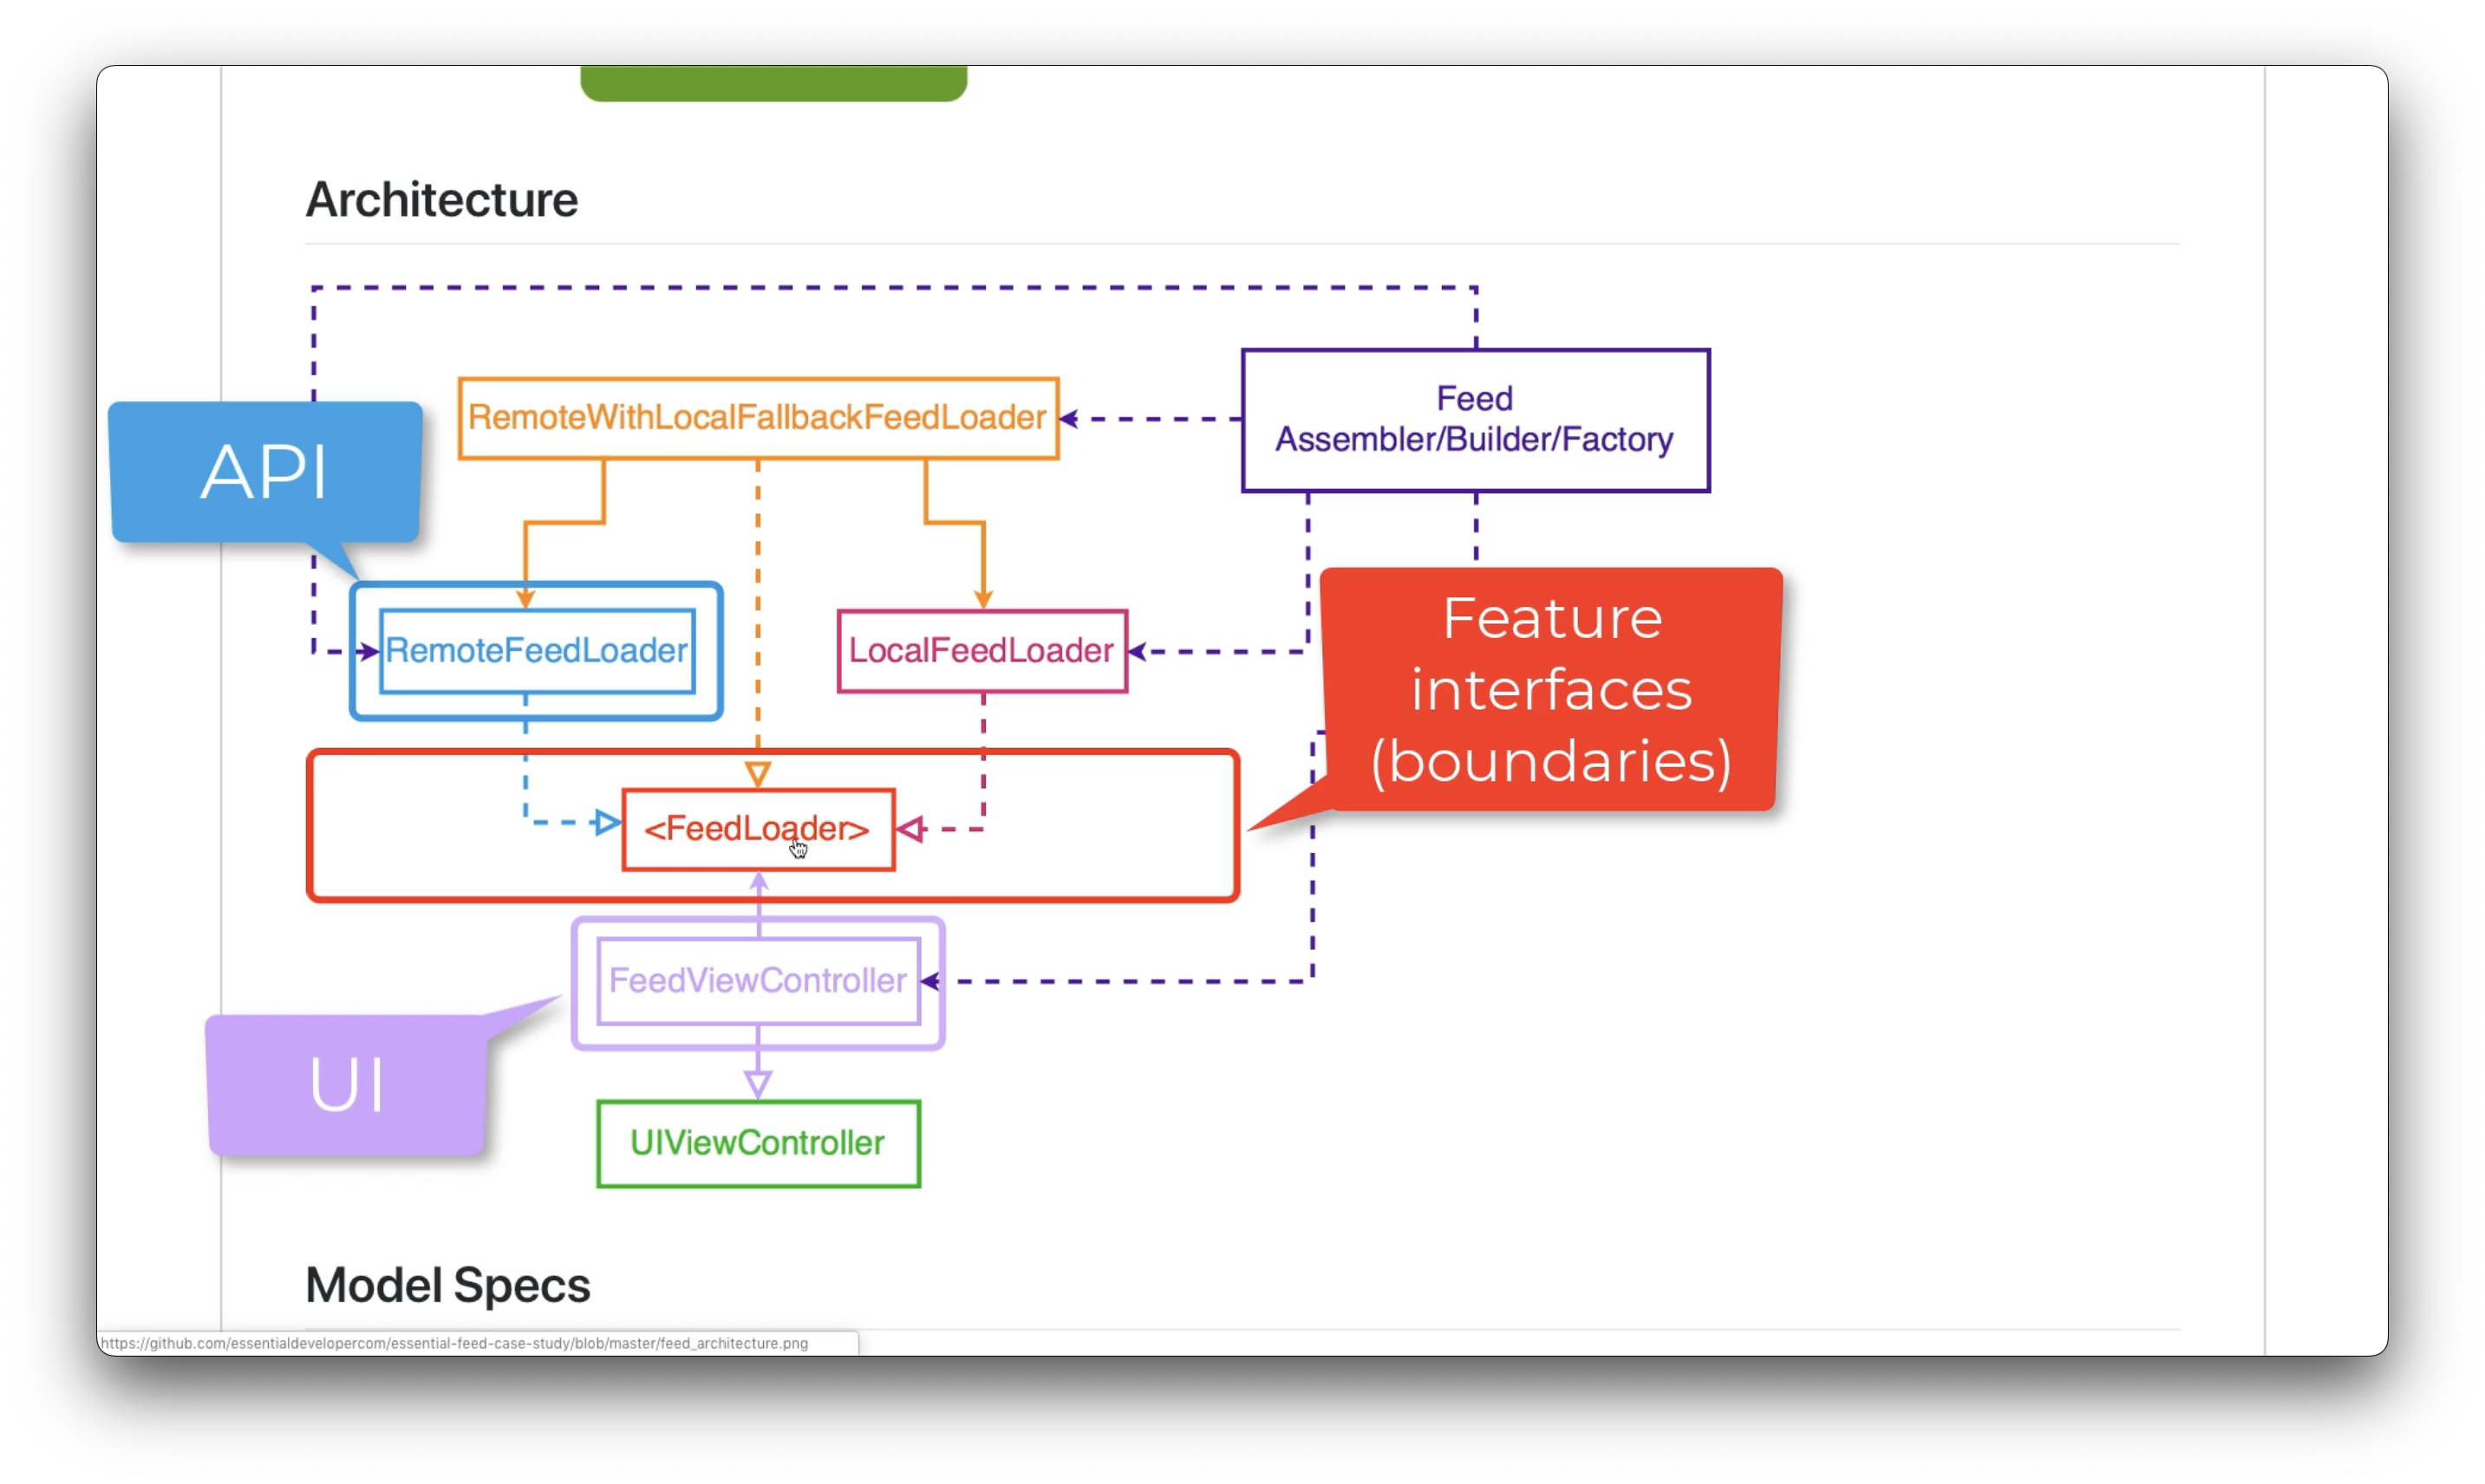 Architecture
Feed
Assembler/Builder/Factory
RemoteWithLocalFallbackFeedLoader
API
RemoteFeedLoader
LocalFeedLoader
Feature
interfaces
(boundaries)
<FeedLoader>
FeedViewController
UI
UIViewController
Model Specs
https://github.com/essentialdevelopercom/essential-feed-case-study/blob/master/feed_architecture.png